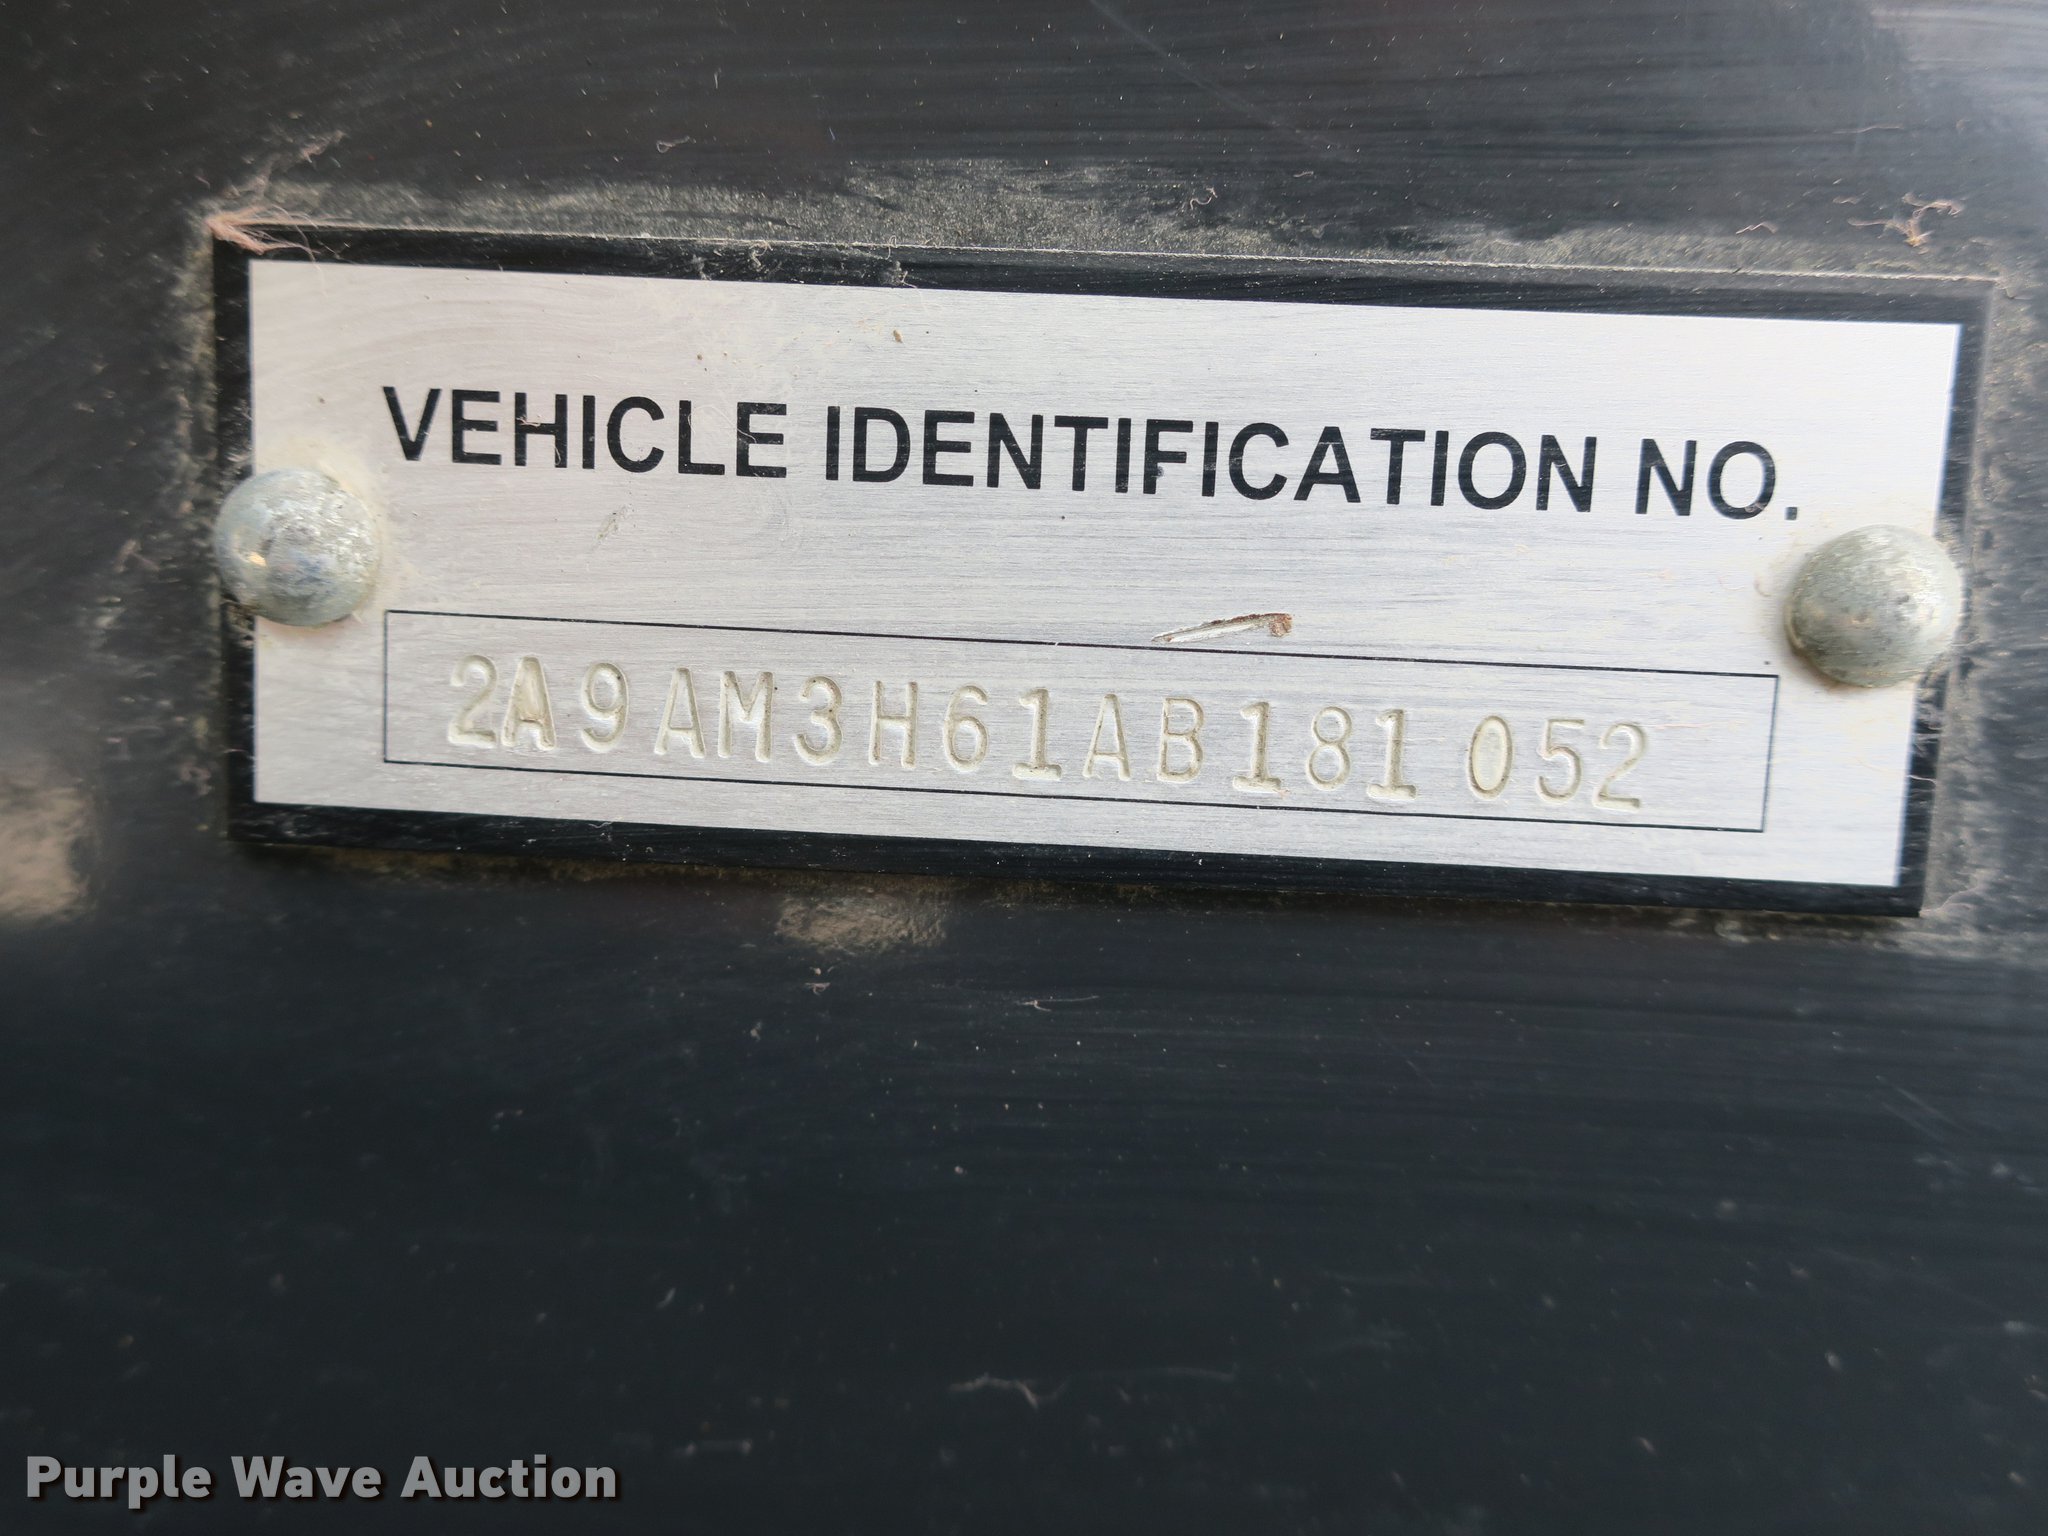 VEHICLE IDENTIFICATION NO.
2A9AM3H61AB181052
Purple Wave Auction